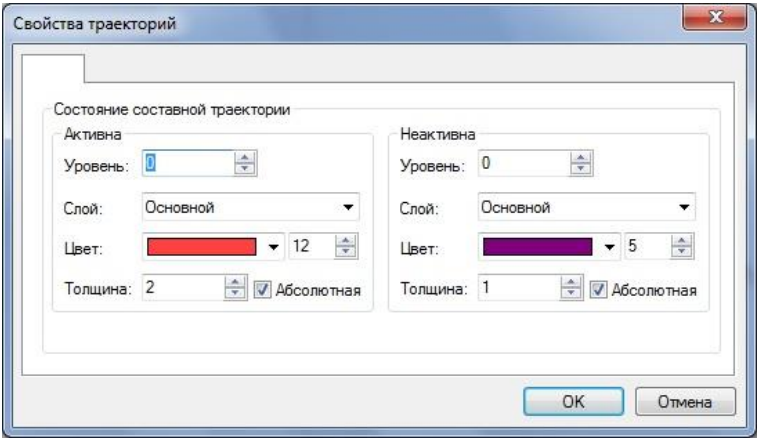 Свойства траекторий
Состояние составной траектории
Активна
Уровень: 0
Слой: Основной
Цвет: 12
Толщина: 2 Абсолютная
Неактивна
Уровень: 0
Слой: Основной
Цвет: 5
Толщина: 1 Абсолютная
OK Отмена